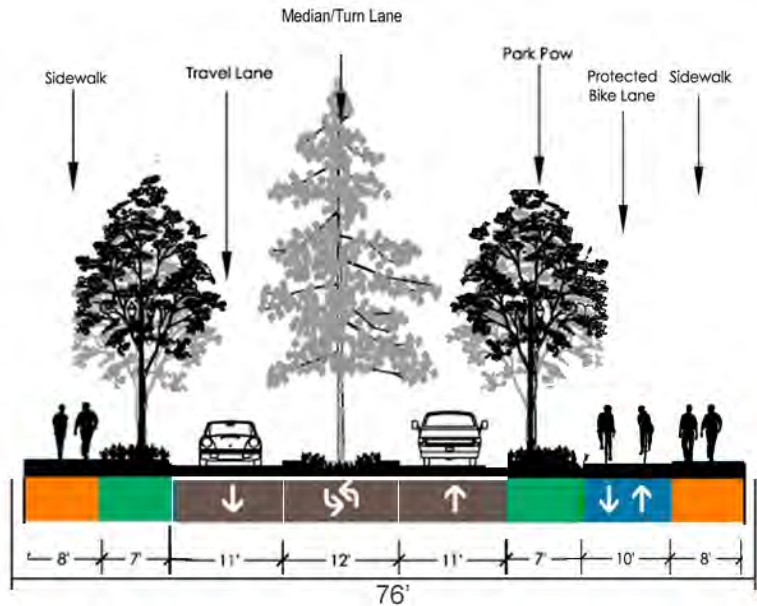 Median/Turn Lane
Park Pow
Sidewalk
Travel Lane
Protected
Bike Lane
Sidewalk
8'
7'
11'
12'
11'
7'
10'
8'
76'